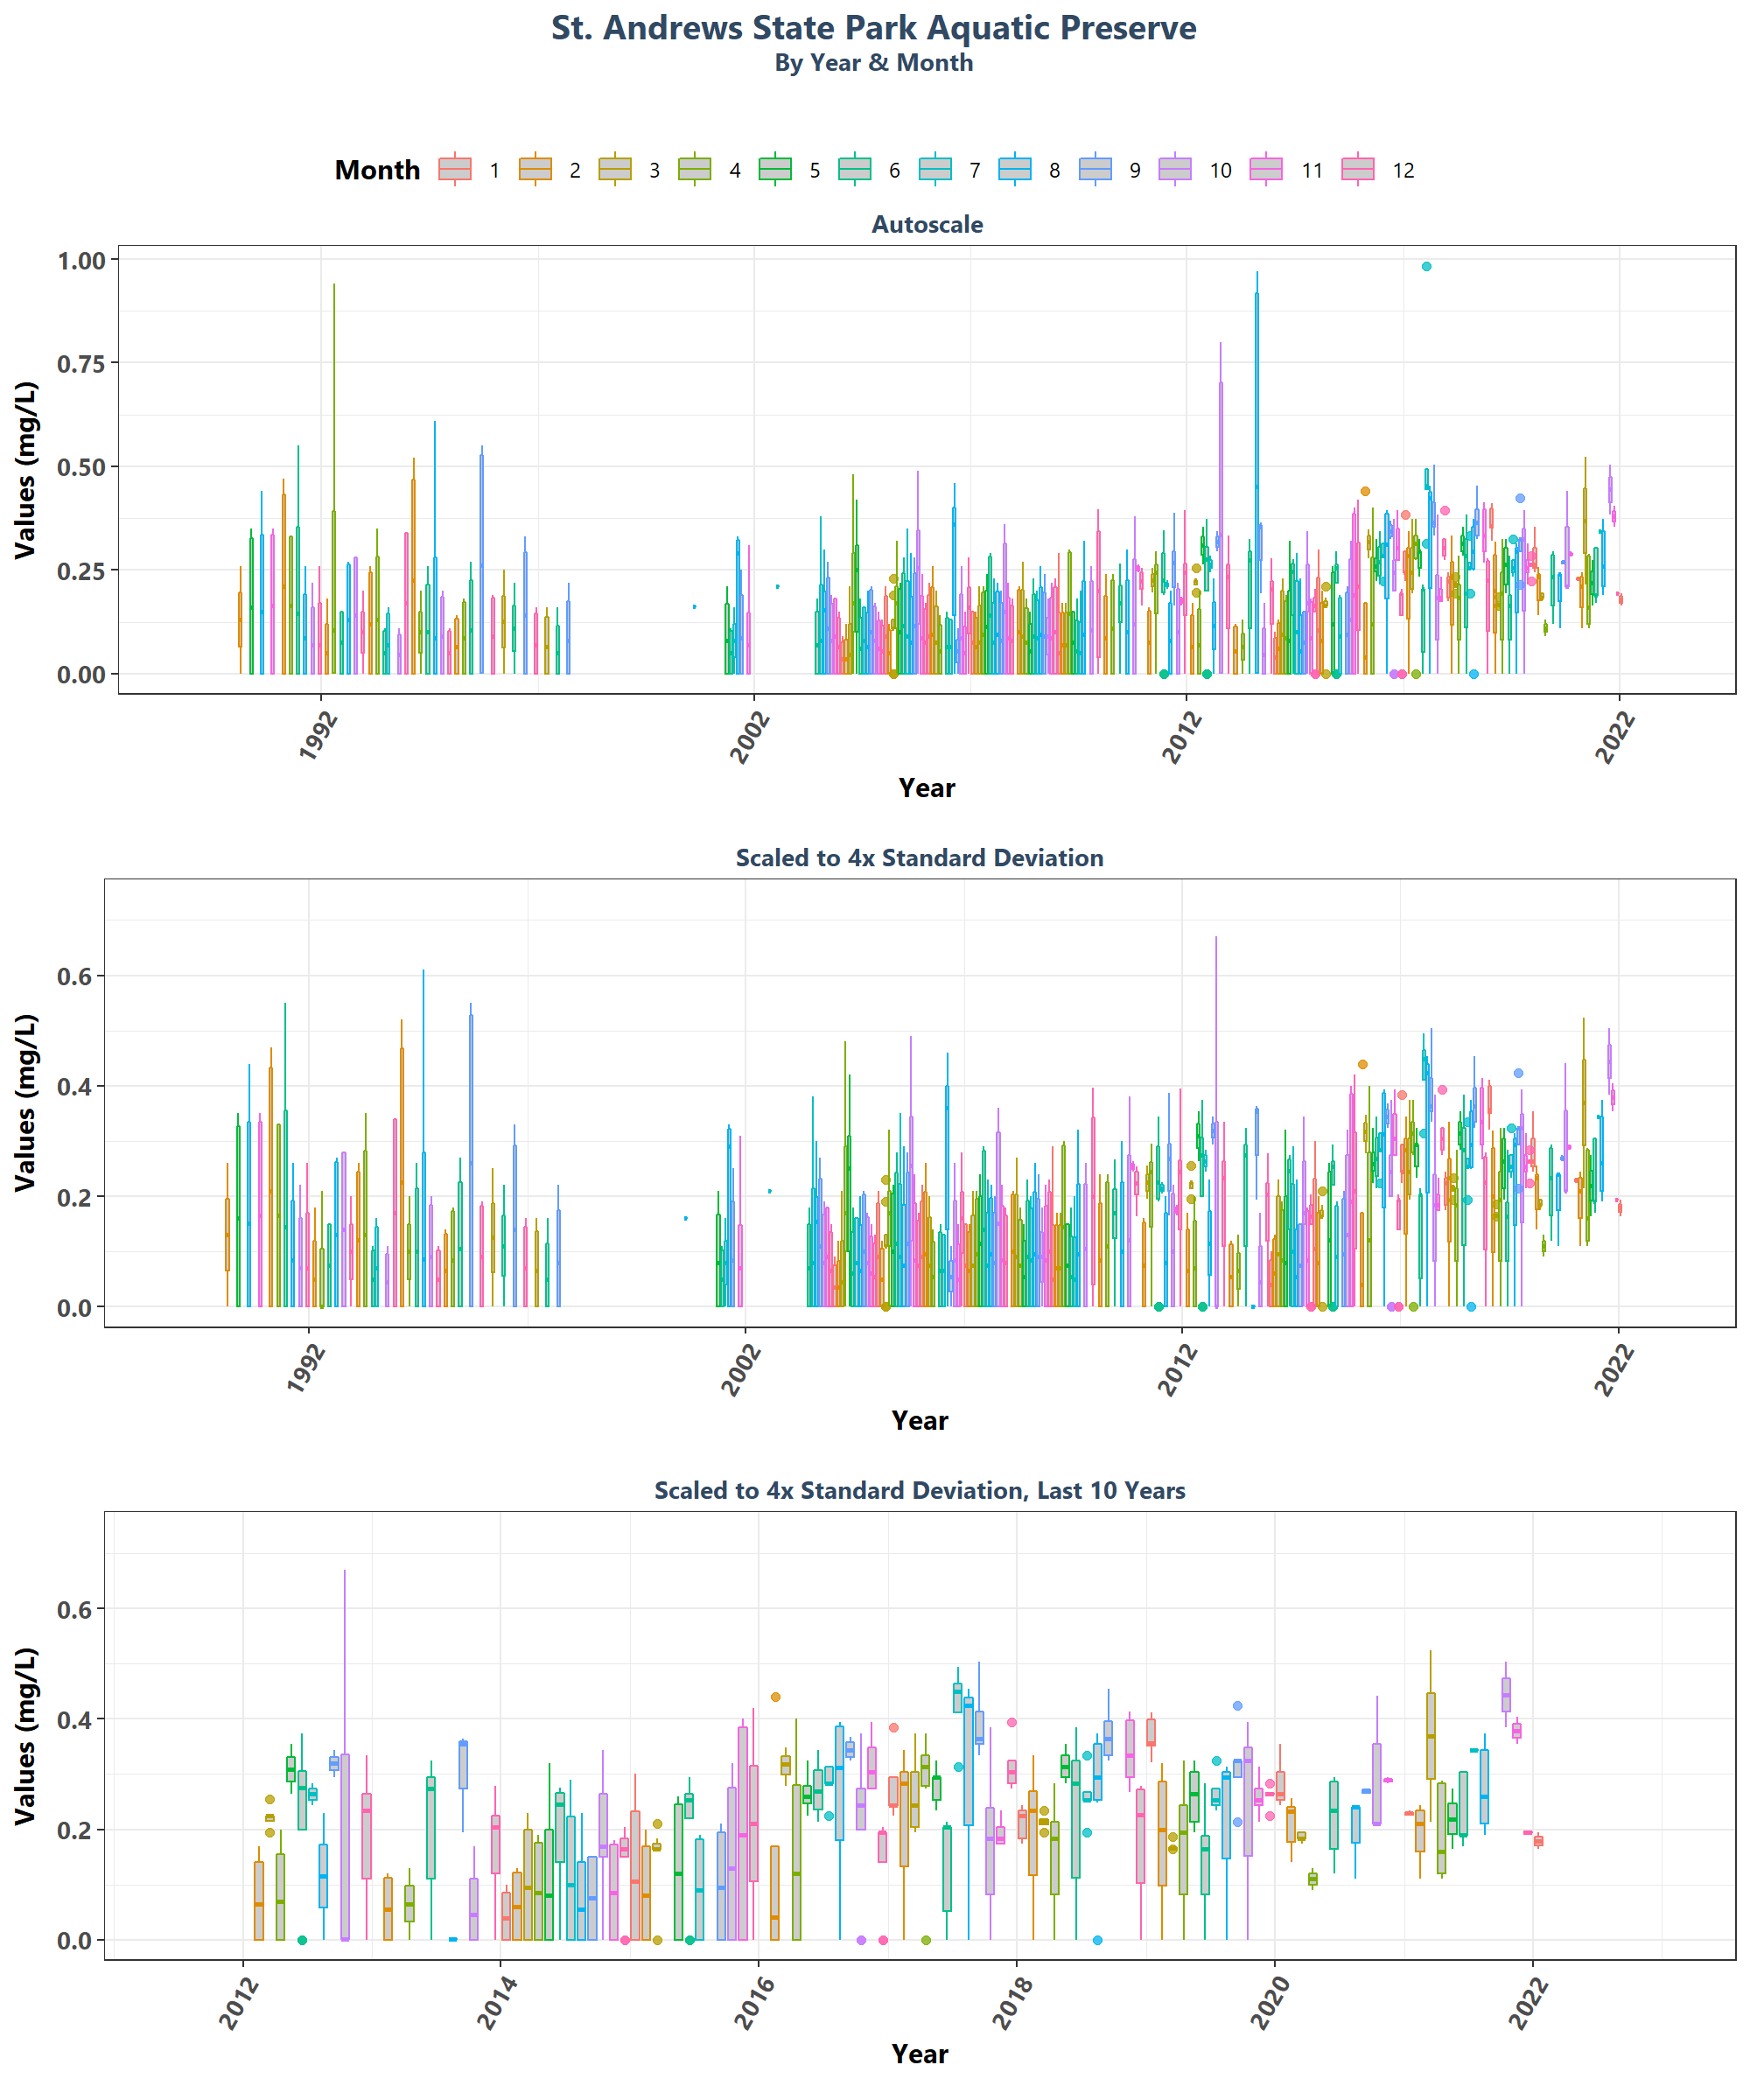 St. Andrews State Park Aquatic Preserve
By Year & Month
Month 1 2 3 4 5 6 7 8 9 10 11 12
Autoscale
Values (mg/L)
1.00
0.75
0.50
0.25
0.00
1992 2002 2012 2022
Year
Scaled to 4x Standard Deviation
Values (mg/L)
0.6
0.4
0.2
0.0
1992 2002 2012 2022
Year
Scaled to 4x Standard Deviation, Last 10 Years
Values (mg/L)
0.6
0.4
0.2
0.0
2012 2014 2016 2018 2020 2022
Year